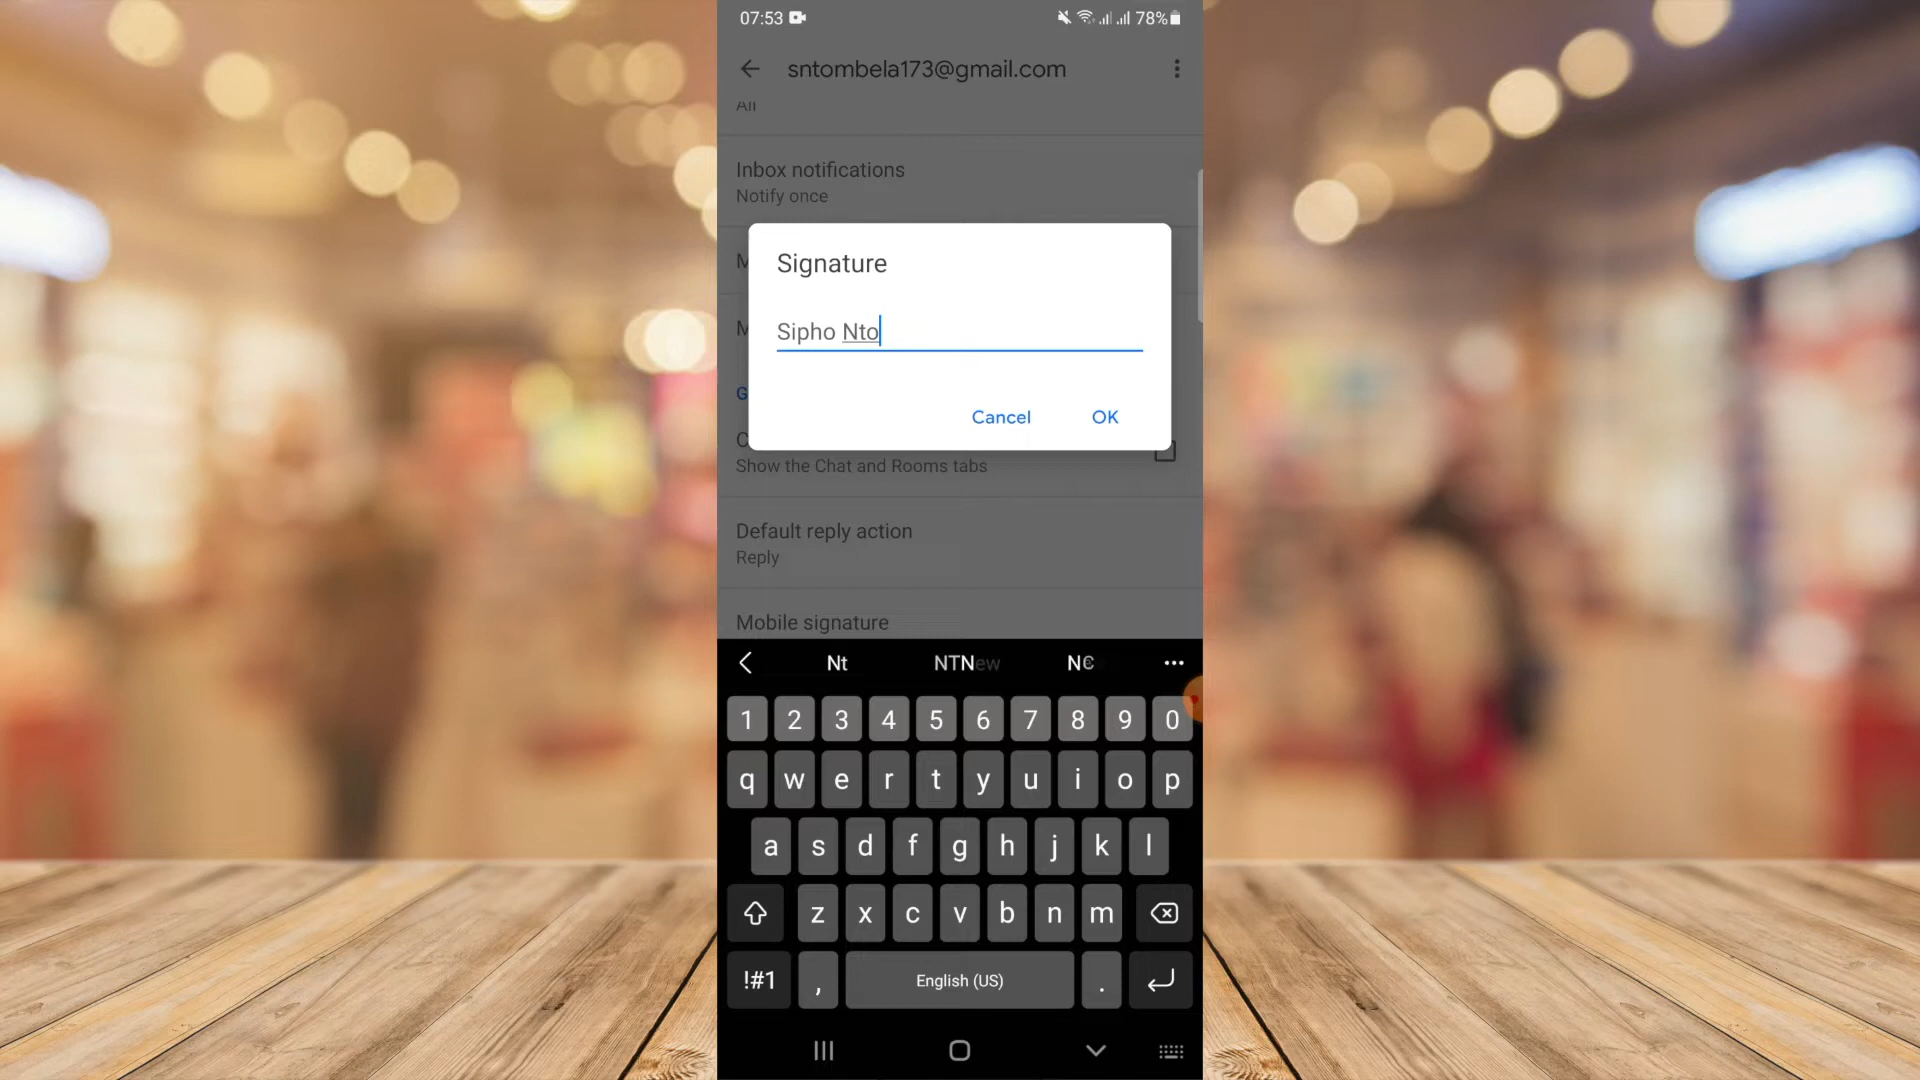 07:53 78%
sntombela173@gmail.com
All
Inbox notifications
Notify once
M
Signature
Sipho Nto
M
G
Cancel OK
C
Show the Chat and Rooms tabs
Default reply action
Reply
Mobile signature
Nt NTN
1 2 3 4 5 6 7 8 9 0
q w e r t y u i o p
a s d f g h j k l
z x c v b n m
!#1 , English (US) .